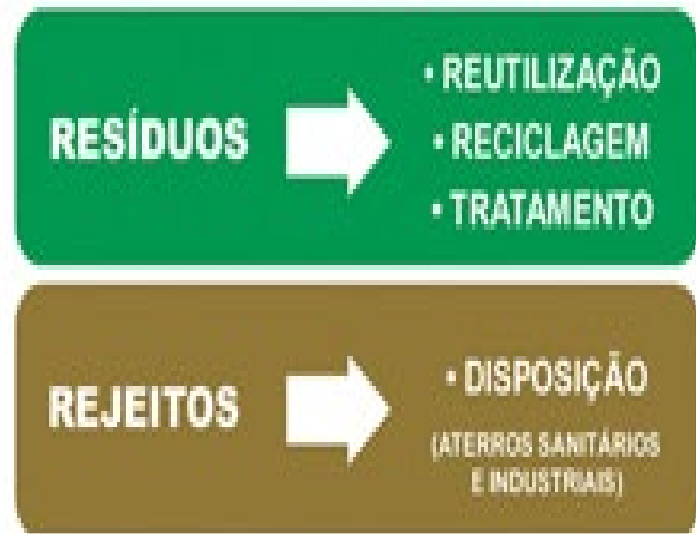 RESÍDUOS
• REUTILIZAÇÃO
• RECICLAGEM
• TRATAMENTO
REJEITOS
• DISPOSIÇÃO
(ATERROS SANITÁRIOS
E INDUSTRIAIS)